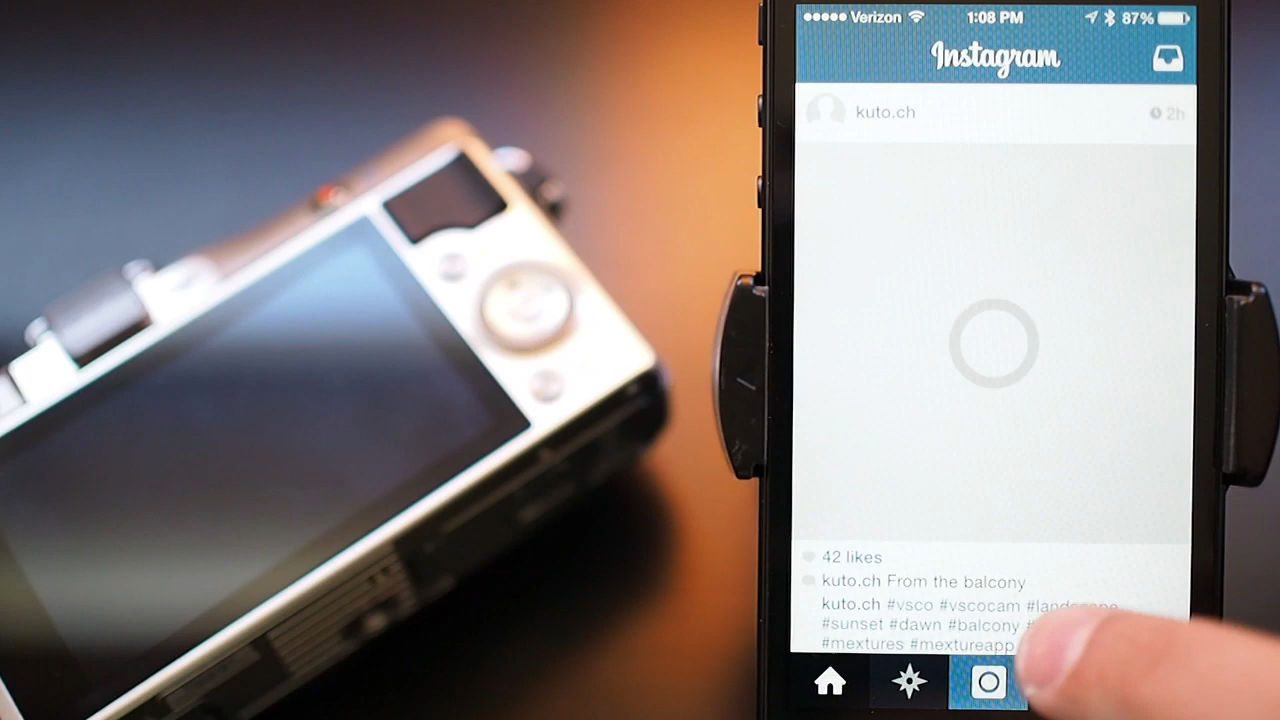 Verizon 1:08 PM 87%
Instagram
kuto.ch 2h
42 likes
kuto.ch From the balcony
kuto.ch #vsco #vscocam #landscape
#sunset #dawn #balcony #
#mextures #mextureapp